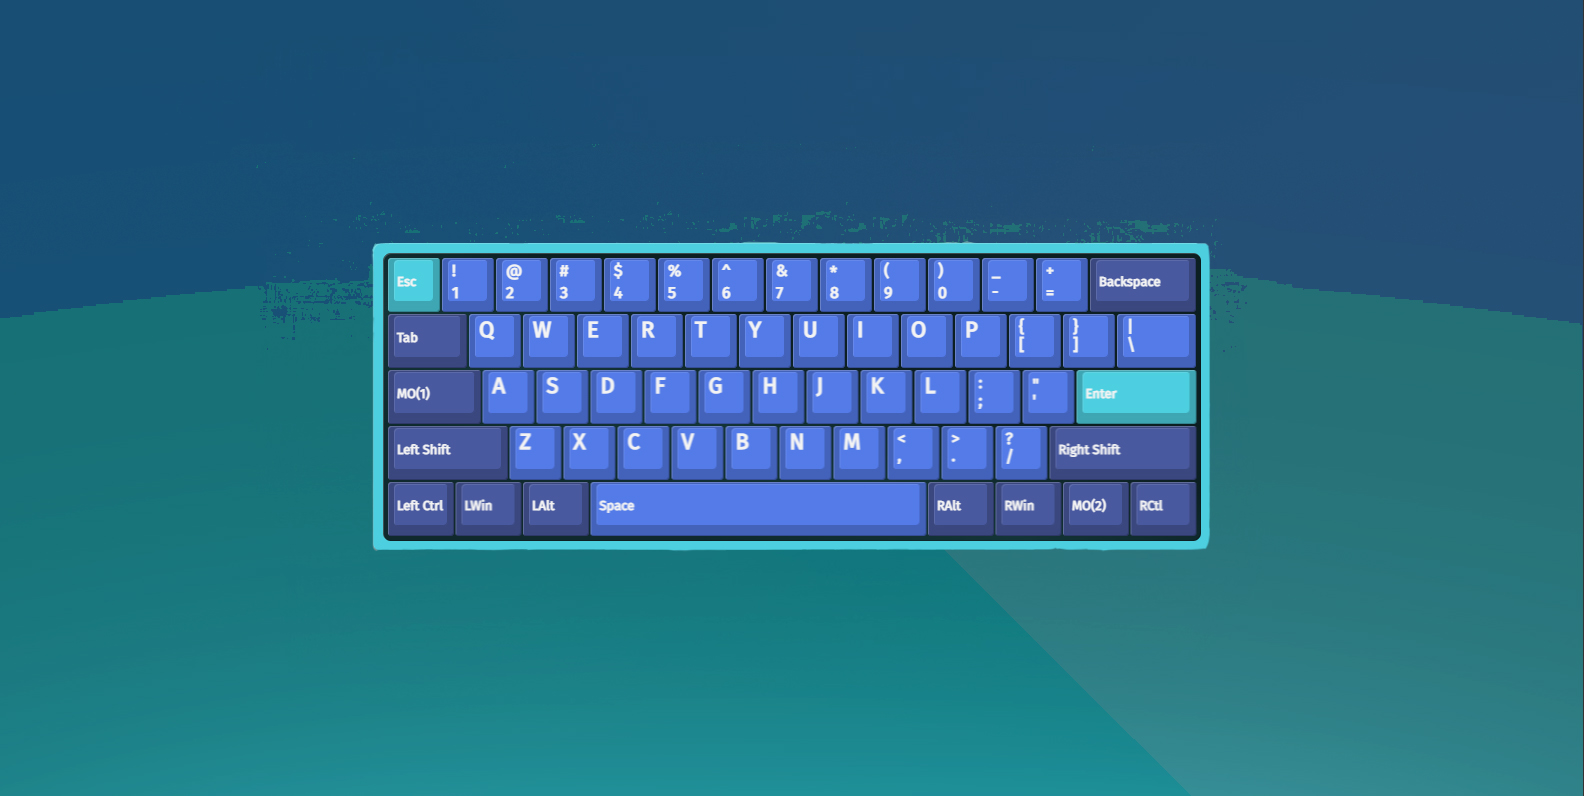 Esc ! @ # $ % ^ & * ( ) _ + Backspace
1 2 3 4 5 6 7 8 9 0 - =
Tab Q W E R T Y U I O P { } |
[ ] \
MO(1) A S D F G H J K L : " Enter
; '
Left Shift Z X C V B N M < > ? Right Shift
, . /
Left Ctrl LWin LAlt Space RAlt RWin MO(2) RCtl